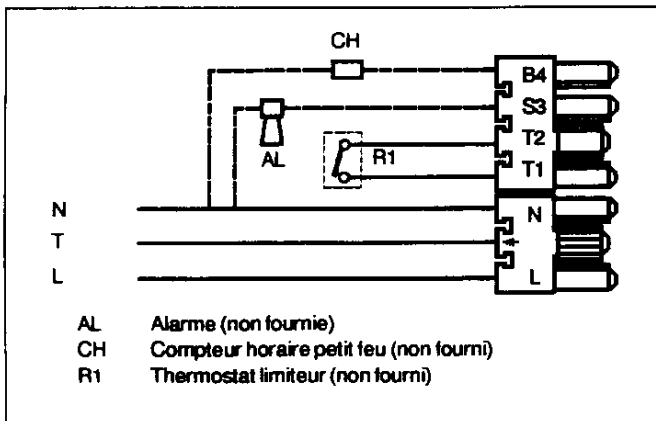 CH
B4
S3
AL
R1
T2
T1
N
N
T
L
L
AL Alarme (non fournie)
CH Compteur horaire petit feu (non fourni)
R1 Thermostat limiteur (non fourni)